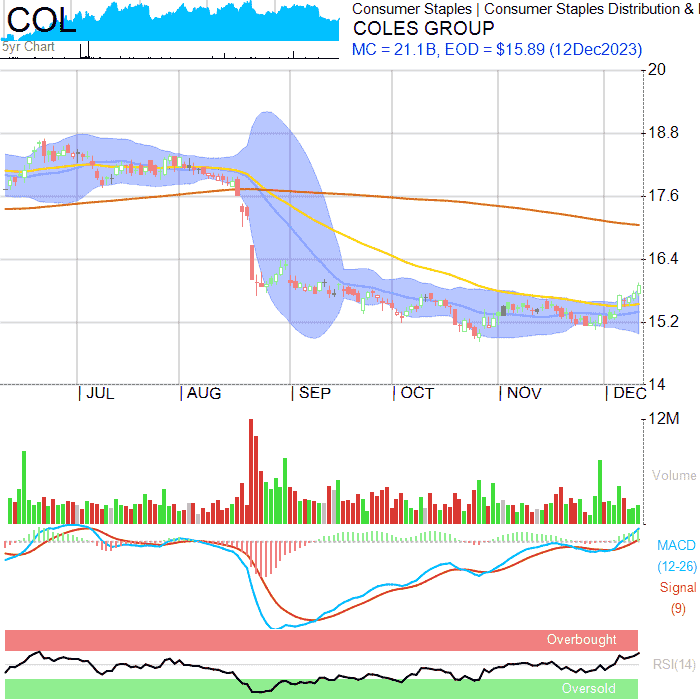 COL
5yr Chart
Consumer Staples | Consumer Staples Distribution &
COLES GROUP
MC = 21.1B, EOD = $15.89 (12Dec2023)
20
18.8
17.6
16.4
15.2
14
JUL
AUG
SEP
OCT
NOV
DEC
12M
Volume
MACD
(12-26)
Signal
(9)
Overbought
RSI(14)
Oversold